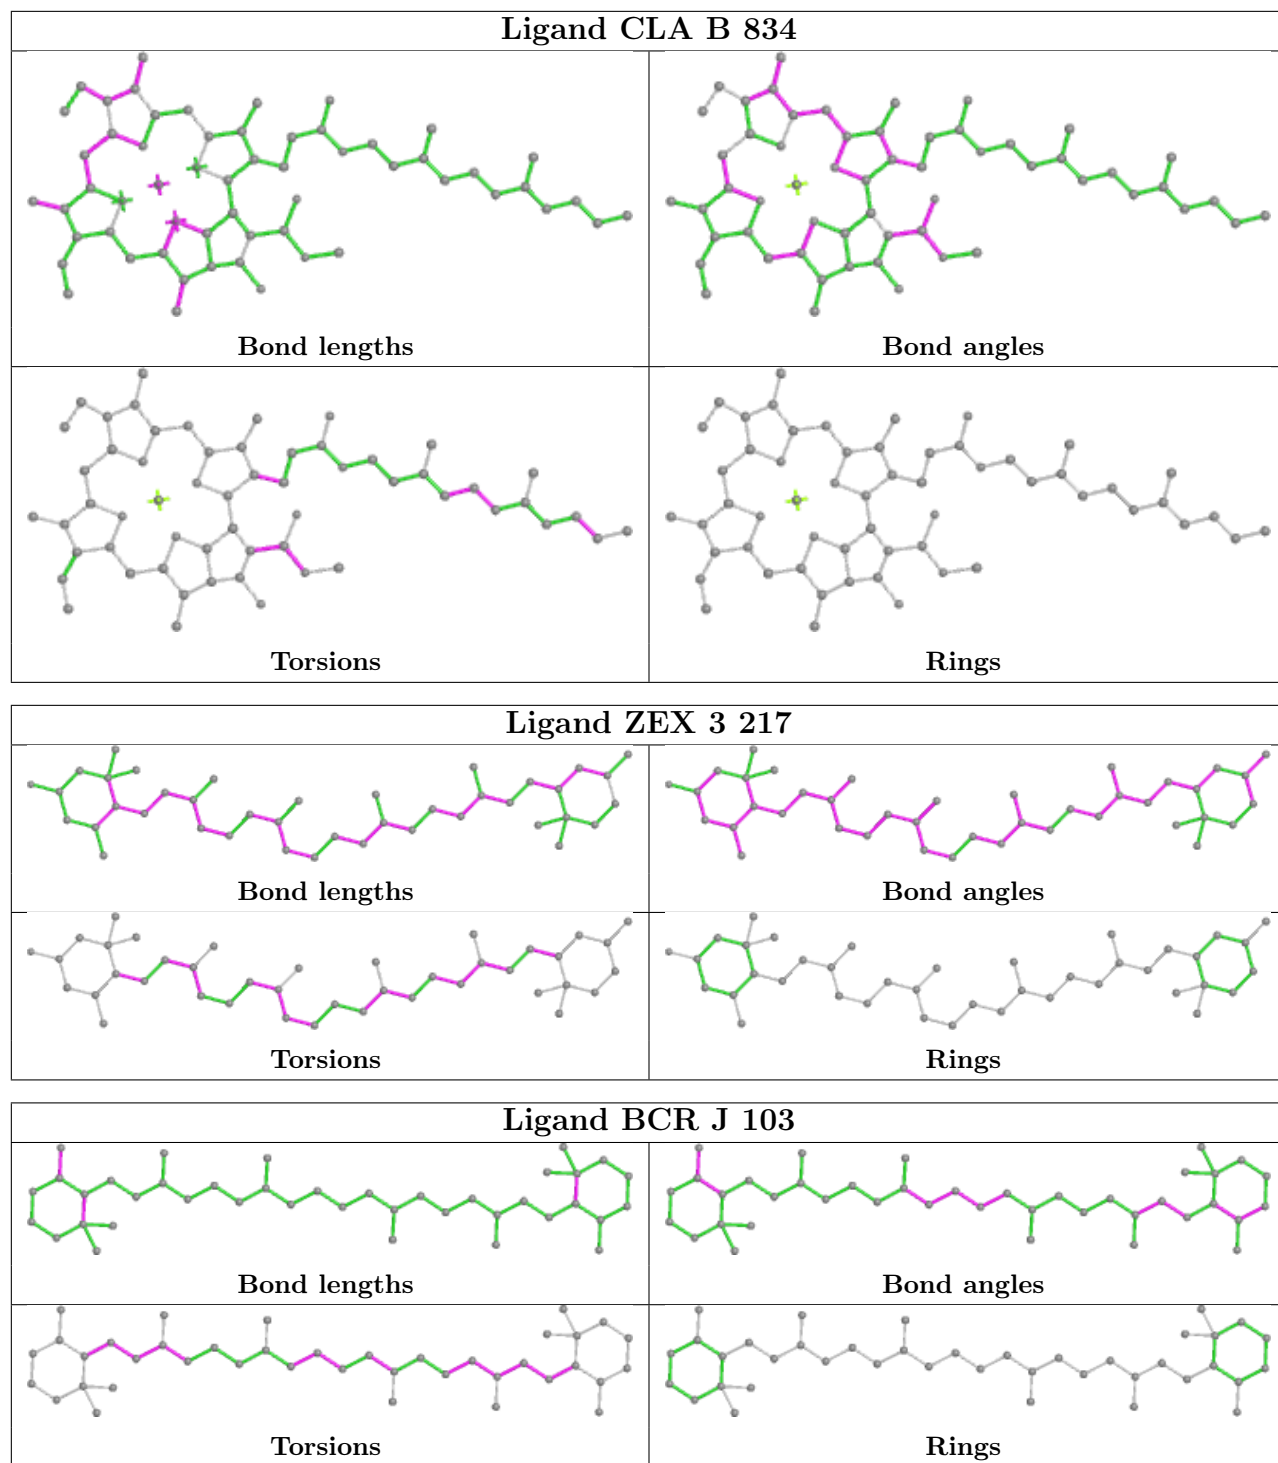 Ligand CLA B 834
Bond lengths
Bond angles
Torsions
Rings
Ligand ZEX 3 217
Bond lengths
Bond angles
Torsions
Rings
Ligand BCR J 103
Bond lengths
Bond angles
Torsions
Rings